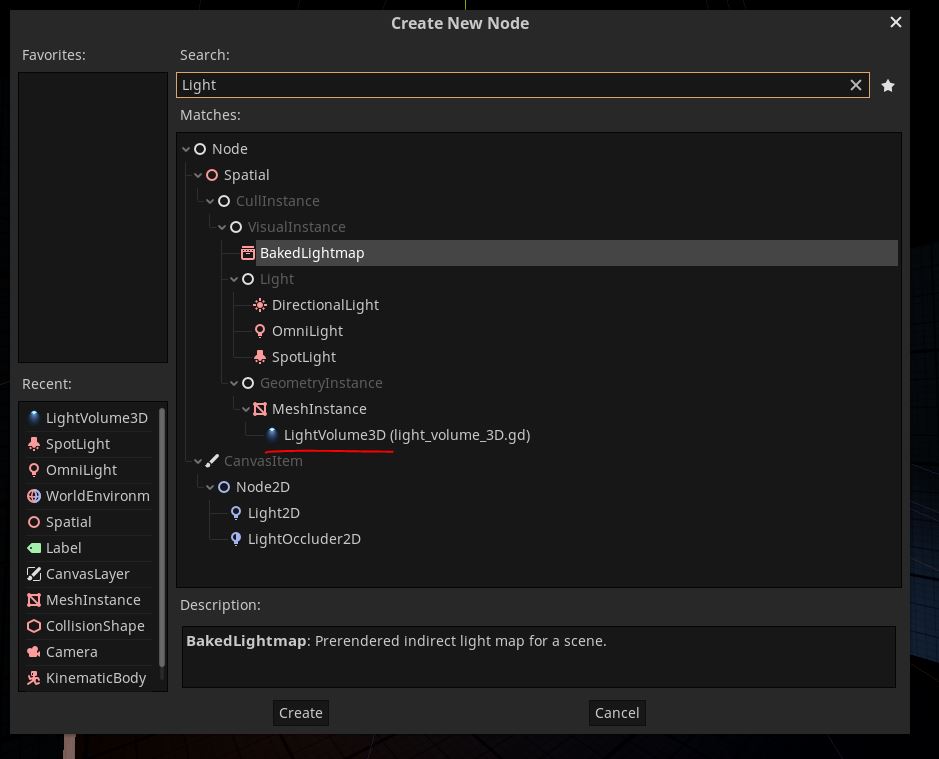 Create New Node
Favorites:
Search:
Light
Matches:
Node
Spatial
CullInstance
VisualInstance
BakedLightmap
Light
DirectionalLight
OmniLight
SpotLight
GeometryInstance
MeshInstance
LightVolume3D (light_volume_3D.gd)
CanvasItem
Node2D
Light2D
LightOccluder2D
Recent:
LightVolume3D
SpotLight
OmniLight
WorldEnvironm
Spatial
Label
CanvasLayer
MeshInstance
CollisionShape
Camera
KinematicBody
Description:
BakedLightmap: Prerendered indirect light map for a scene.
Create
Cancel